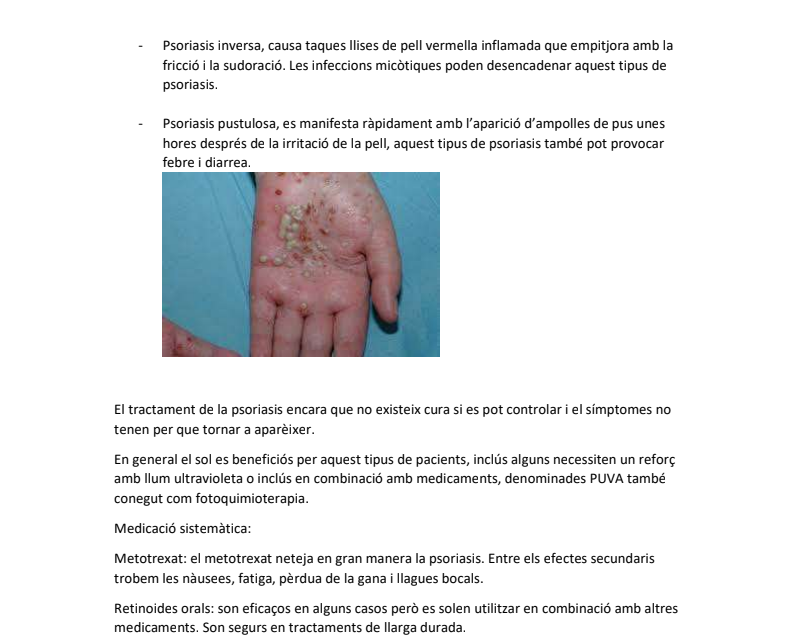 - Psoriasis inversa, causa taques llises de pell vermella inflamada que empitjora amb la
fricció i la sudoració. Les infeccions micòtiques poden desencadenar aquest tipus de
psoriasis.
- Psoriasis pustulosa, es manifesta ràpidament amb l'aparició d'ampolles de pus unes
hores després de la irritació de la pell, aquest tipus de psoriasis també pot provocar
febre i diarrea.
El tractament de la psoriasis encara que no existeix cura si es pot controlar i el símptomes no
tenen per que tornar a aparèixer.
En general el sol es beneficiós per aquest tipus de pacients, inclús alguns necessiten un reforç
amb llum ultravioleta o inclús en combinació amb medicaments, denominades PUVA també
conegut com fotoquimioterapia.
Medicació sistemàtica:
Metotrexat: el metotrexat neteja en gran manera la psoriasis. Entre els efectes secundaris
trobem les nàusees, fatiga, pèrdua de la gana i llagues bocals.
Retinoides orals: son eficaços en alguns casos però es solen utilitzar en combinació amb altres
medicaments. Son segurs en tractaments de llarga durada.